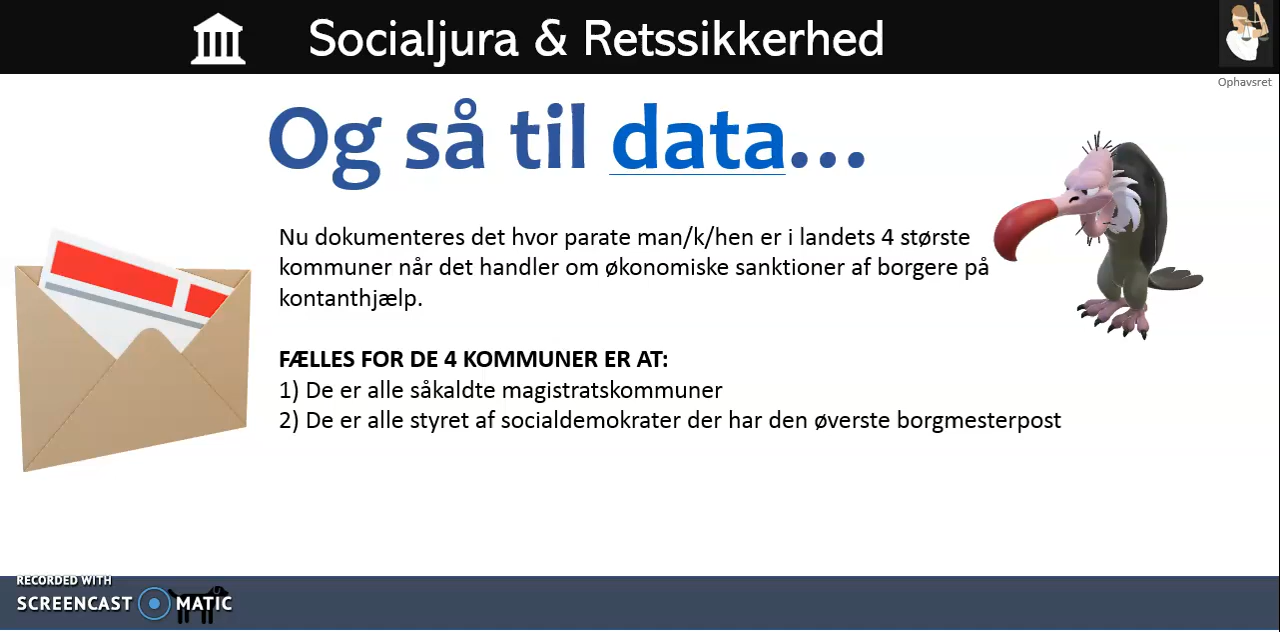 Socialjura & Retssikkerhed
Ophavsret
Og så til data...
Nu dokumenteres det hvor parate man/k/hen er i landets 4 største
kommuner når det handler om økonomiske sanktioner af borgere på
kontanthjælp.
FÆLLES FOR DE 4 KOMMUNER ER AT:
1) De er alle såkaldte magistratskommuner
2) De er alle styret af socialdemokrater der har den øverste borgmesterpost
RECORDED WITH
SCREENCAST MATIC